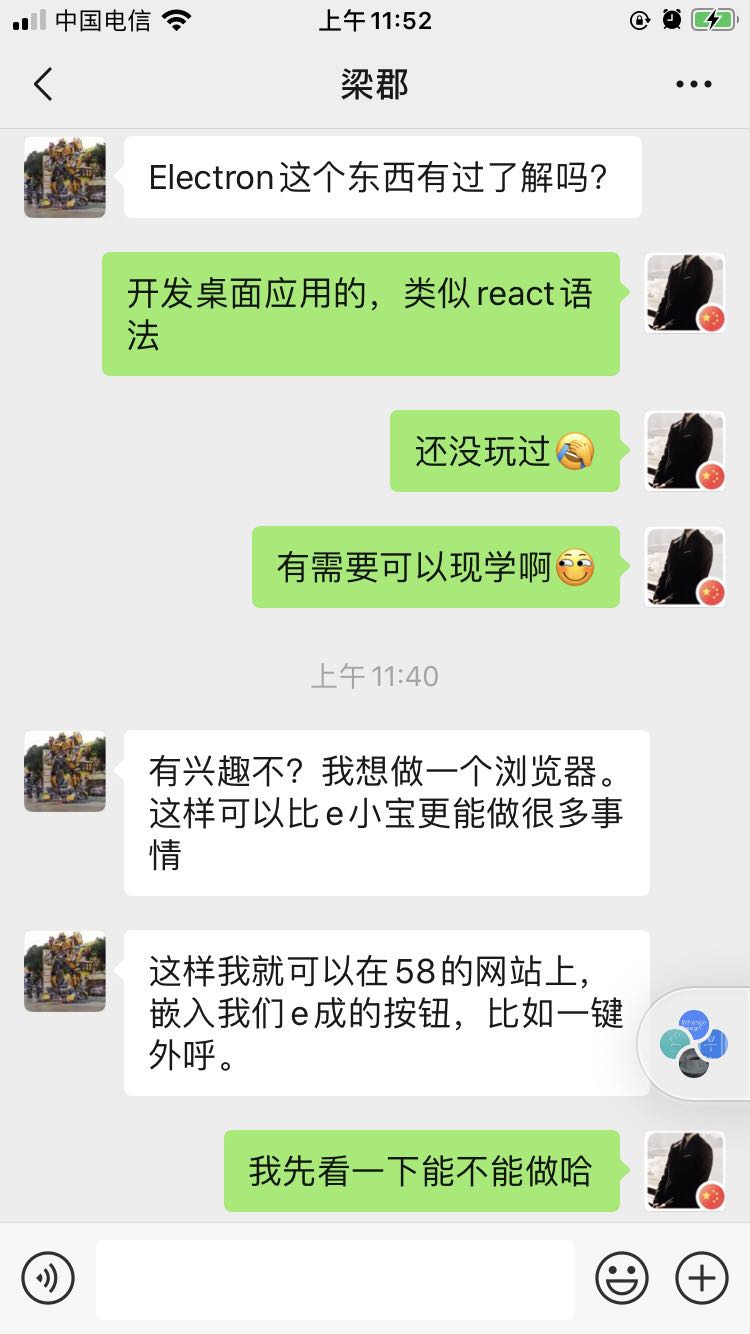 中国电信
上午11:52
梁郡
Electron这个东西有过了解吗?
开发桌面应用的，类似react语
法
还没玩过🤦
有需要可以现学啊
上午11:40
有兴趣不？我想做一个浏览器。
这样可以比e小宝更能做很多事
情
这样我就可以在58的网站上，
嵌入我们e成的按钮，比如一键
外呼。
我先看一下能不能做哈